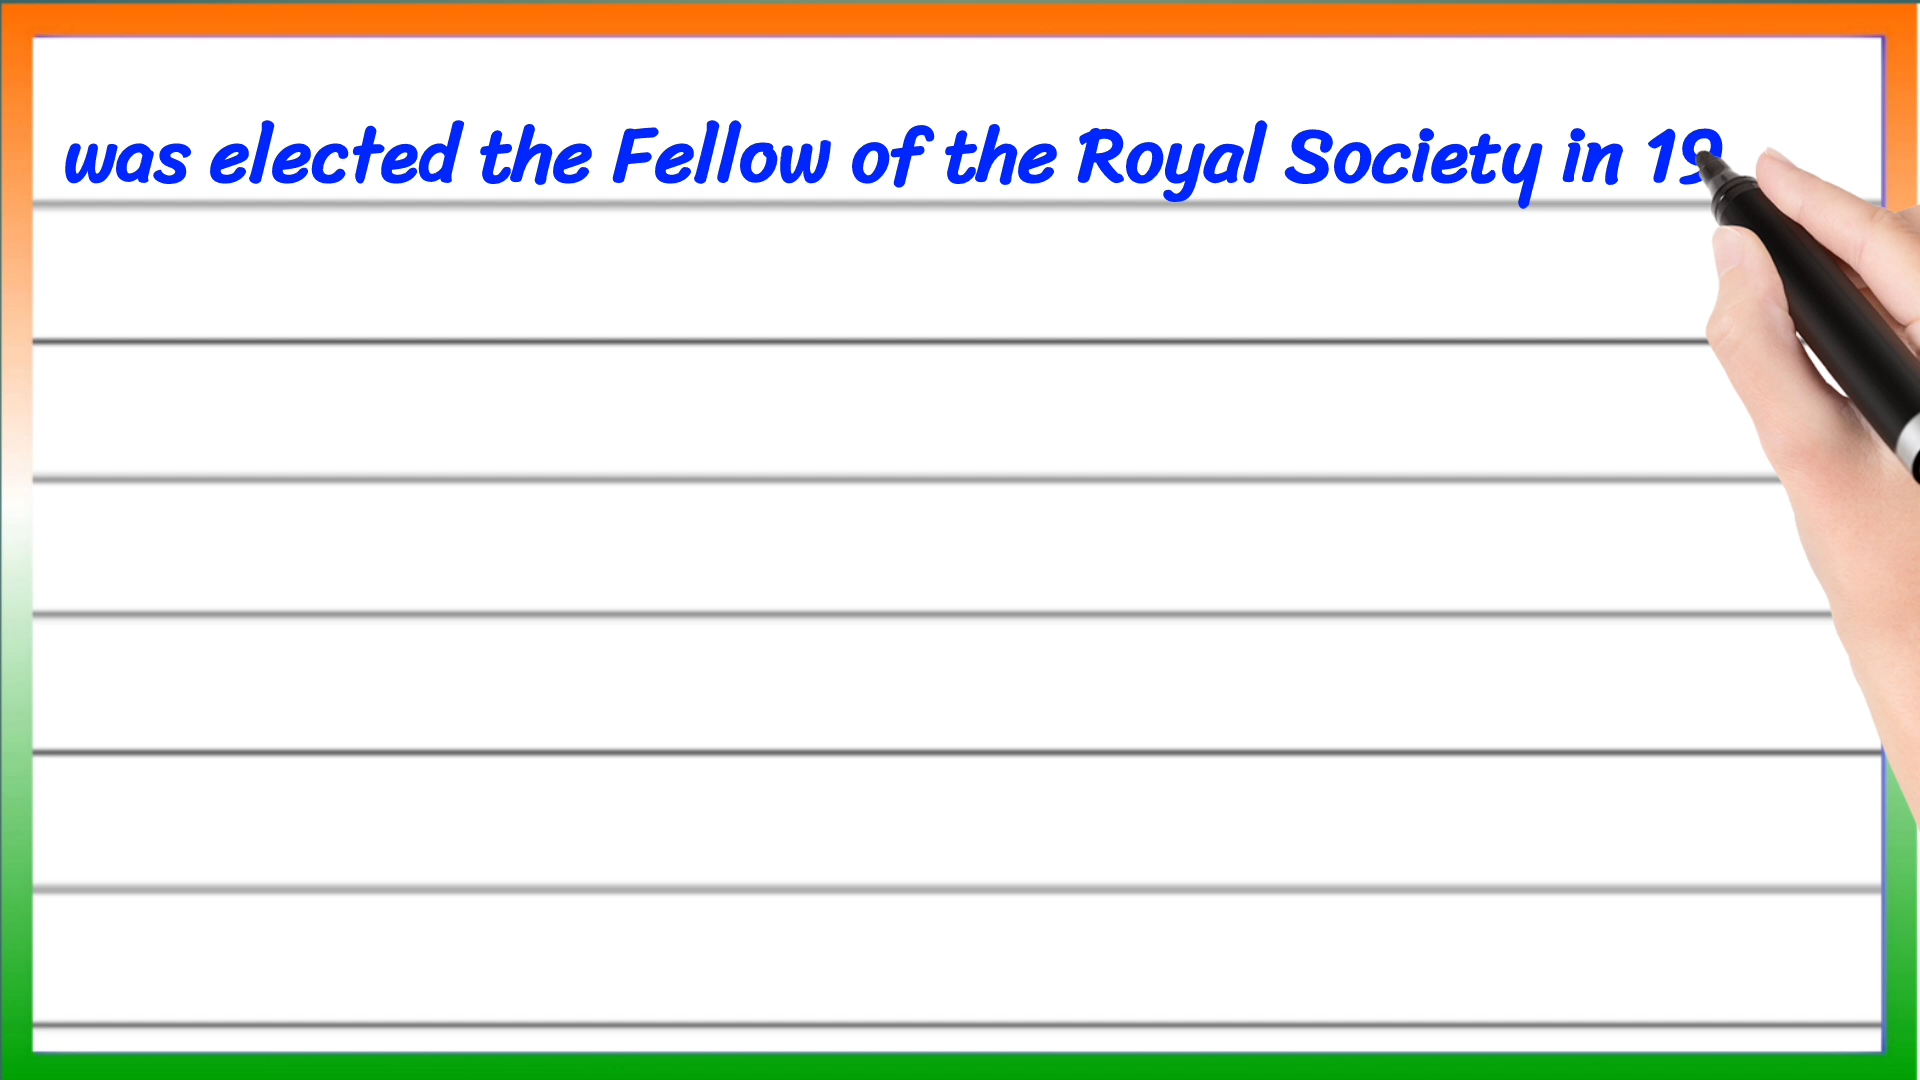 was elected the Fellow of the Royal Society in 19